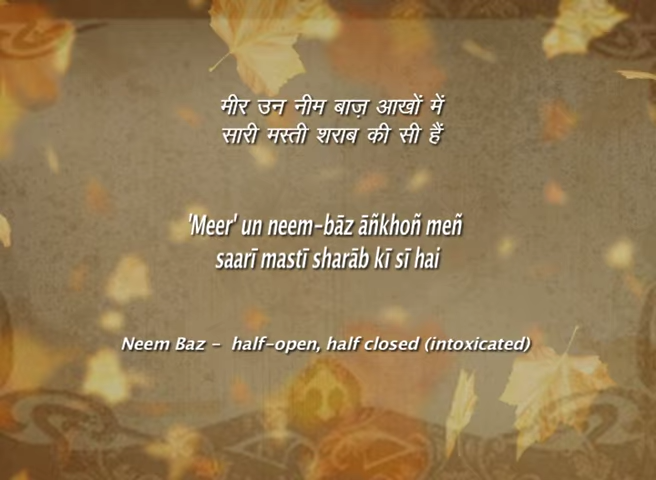 मीर उन नीम बाज़ आखों में
सारी मस्ती शराब की सी हैं
'Meer' un neem-bāz āñkhoñ meñ
saarī mastī sharāb kī sī hai
Neem Baz - half-open, half closed (intoxicated)